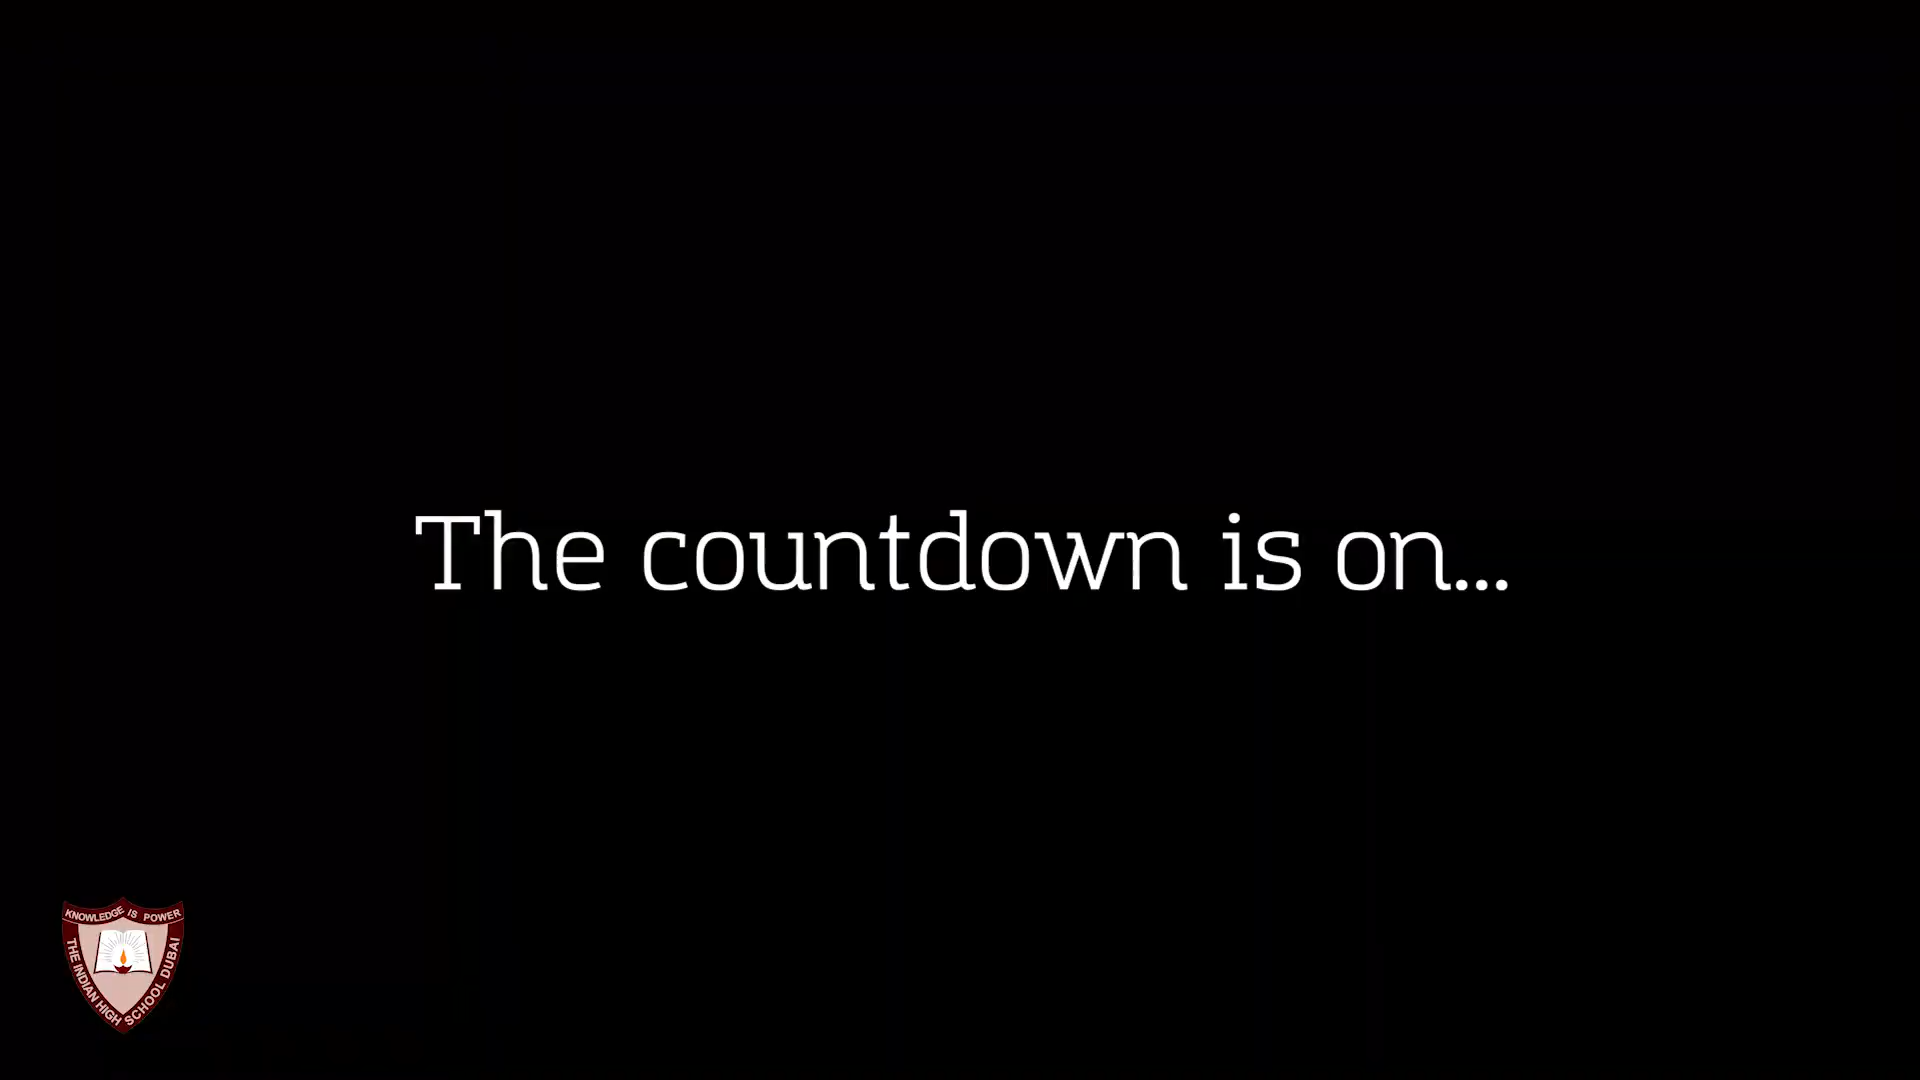 The countdown is on...
KNOWLEDGE IS POWER
THE INDIAN HIGH SCHOOL DUBAI